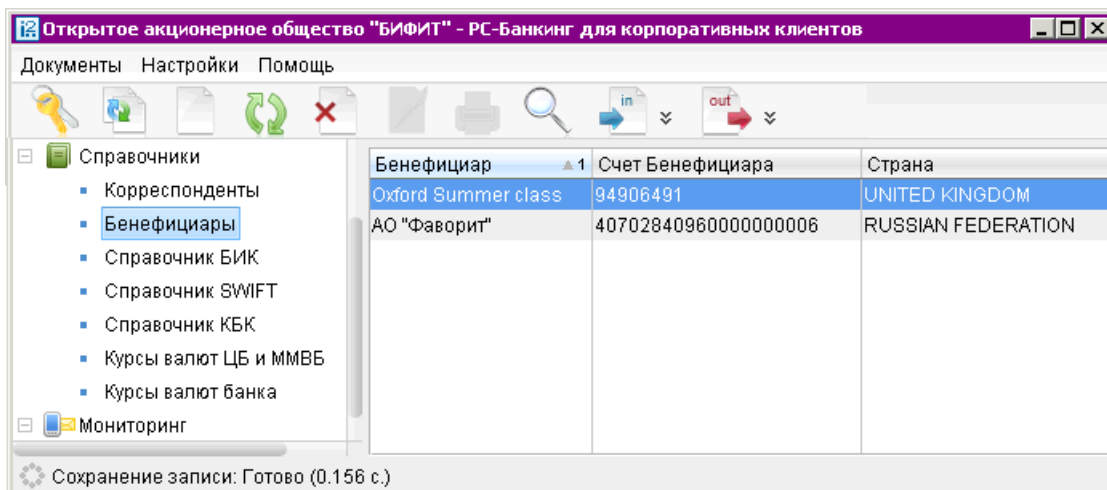 Открытое акционерное общество "БИФИТ" - РС-Банкинг для корпоративных клиентов
Документы Настройки Помощь
in out
Справочники
Корреспонденты
Бенефициары
Справочник БИК
Справочник SWIFT
Справочник КБК
Курсы валют ЦБ и ММВБ
Курсы валют банка
Мониторинг
Бенефициар 1 Счет Бенефициара Страна
Oxford Summer class 94906491 UNITED KINGDOM
АО "Фаворит" 40702840960000000006 RUSSIAN FEDERATION
Сохранение записи: Готово (0.156 с.)